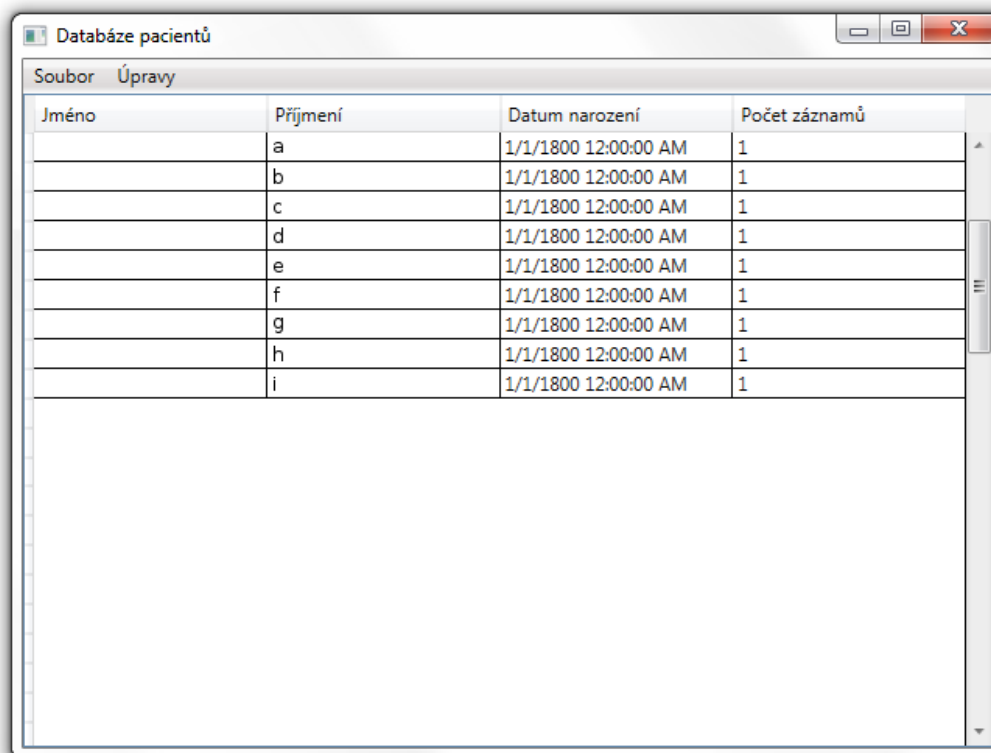 Databáze pacientů
Soubor Úpravy
Jméno Příjmení Datum narození Počet záznamů
a 1/1/1800 12:00:00 AM 1
b 1/1/1800 12:00:00 AM 1
c 1/1/1800 12:00:00 AM 1
d 1/1/1800 12:00:00 AM 1
e 1/1/1800 12:00:00 AM 1
f 1/1/1800 12:00:00 AM 1
g 1/1/1800 12:00:00 AM 1
h 1/1/1800 12:00:00 AM 1
i 1/1/1800 12:00:00 AM 1